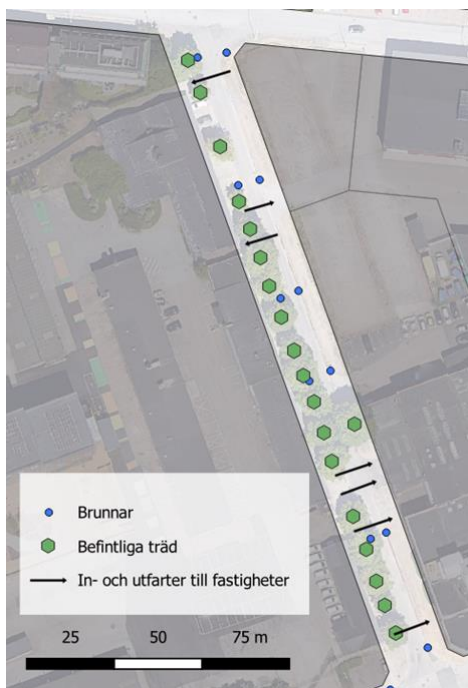 Brunnar
Befintliga träd
In- och utfarter till fastigheter
25 50 75 m